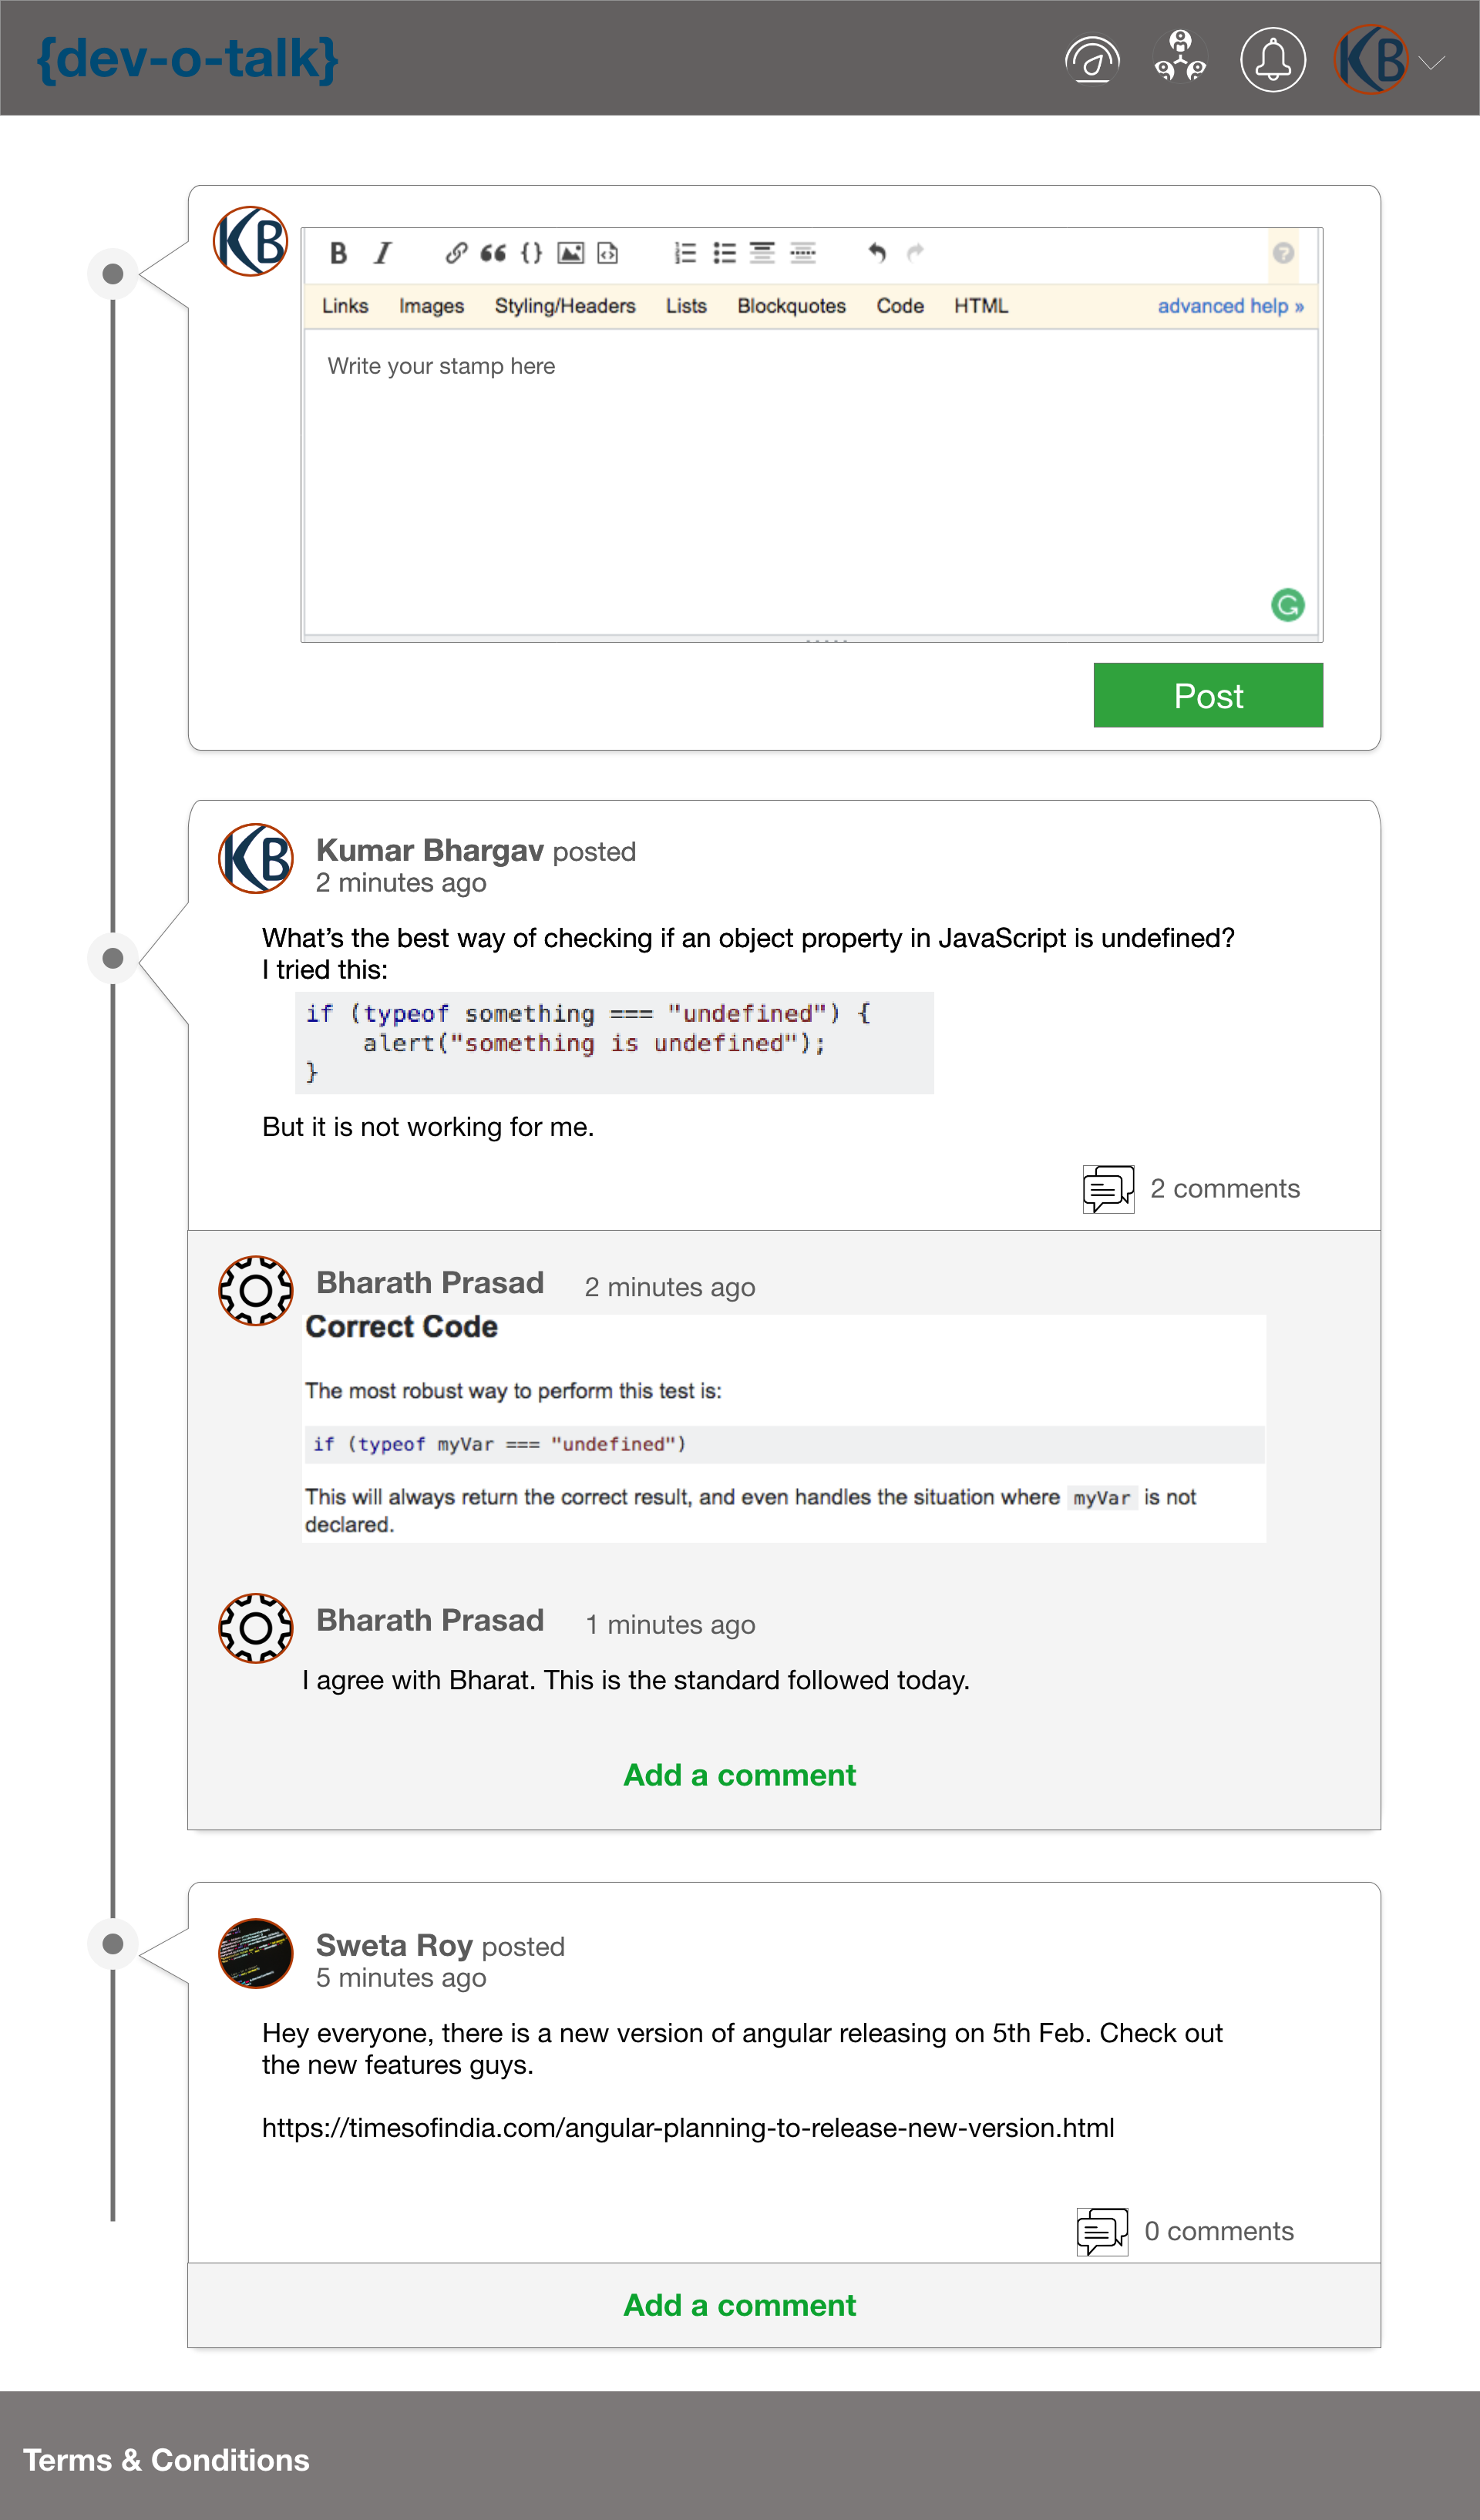 {dev-o-talk}
KB
KB
B I
Links Images Styling/Headers Lists Blockquotes Code HTML advanced help »
Write your stamp here
Post
KB
Kumar Bhargav posted
2 minutes ago
What’s the best way of checking if an object property in JavaScript is undefined?
I tried this:
if (typeof something === "undefined") {
    alert("something is undefined");
}
But it is not working for me.
2 comments
Bharath Prasad 2 minutes ago
Correct Code
The most robust way to perform this test is:
if (typeof myVar === "undefined")
This will always return the correct result, and even handles the situation where myVar is not
declared.
Bharath Prasad 1 minutes ago
I agree with Bharat. This is the standard followed today.
Add a comment
Sweta Roy posted
5 minutes ago
Hey everyone, there is a new version of angular releasing on 5th Feb. Check out
the new features guys.
https://timesofindia.com/angular-planning-to-release-new-version.html
0 comments
Add a comment
Terms & Conditions